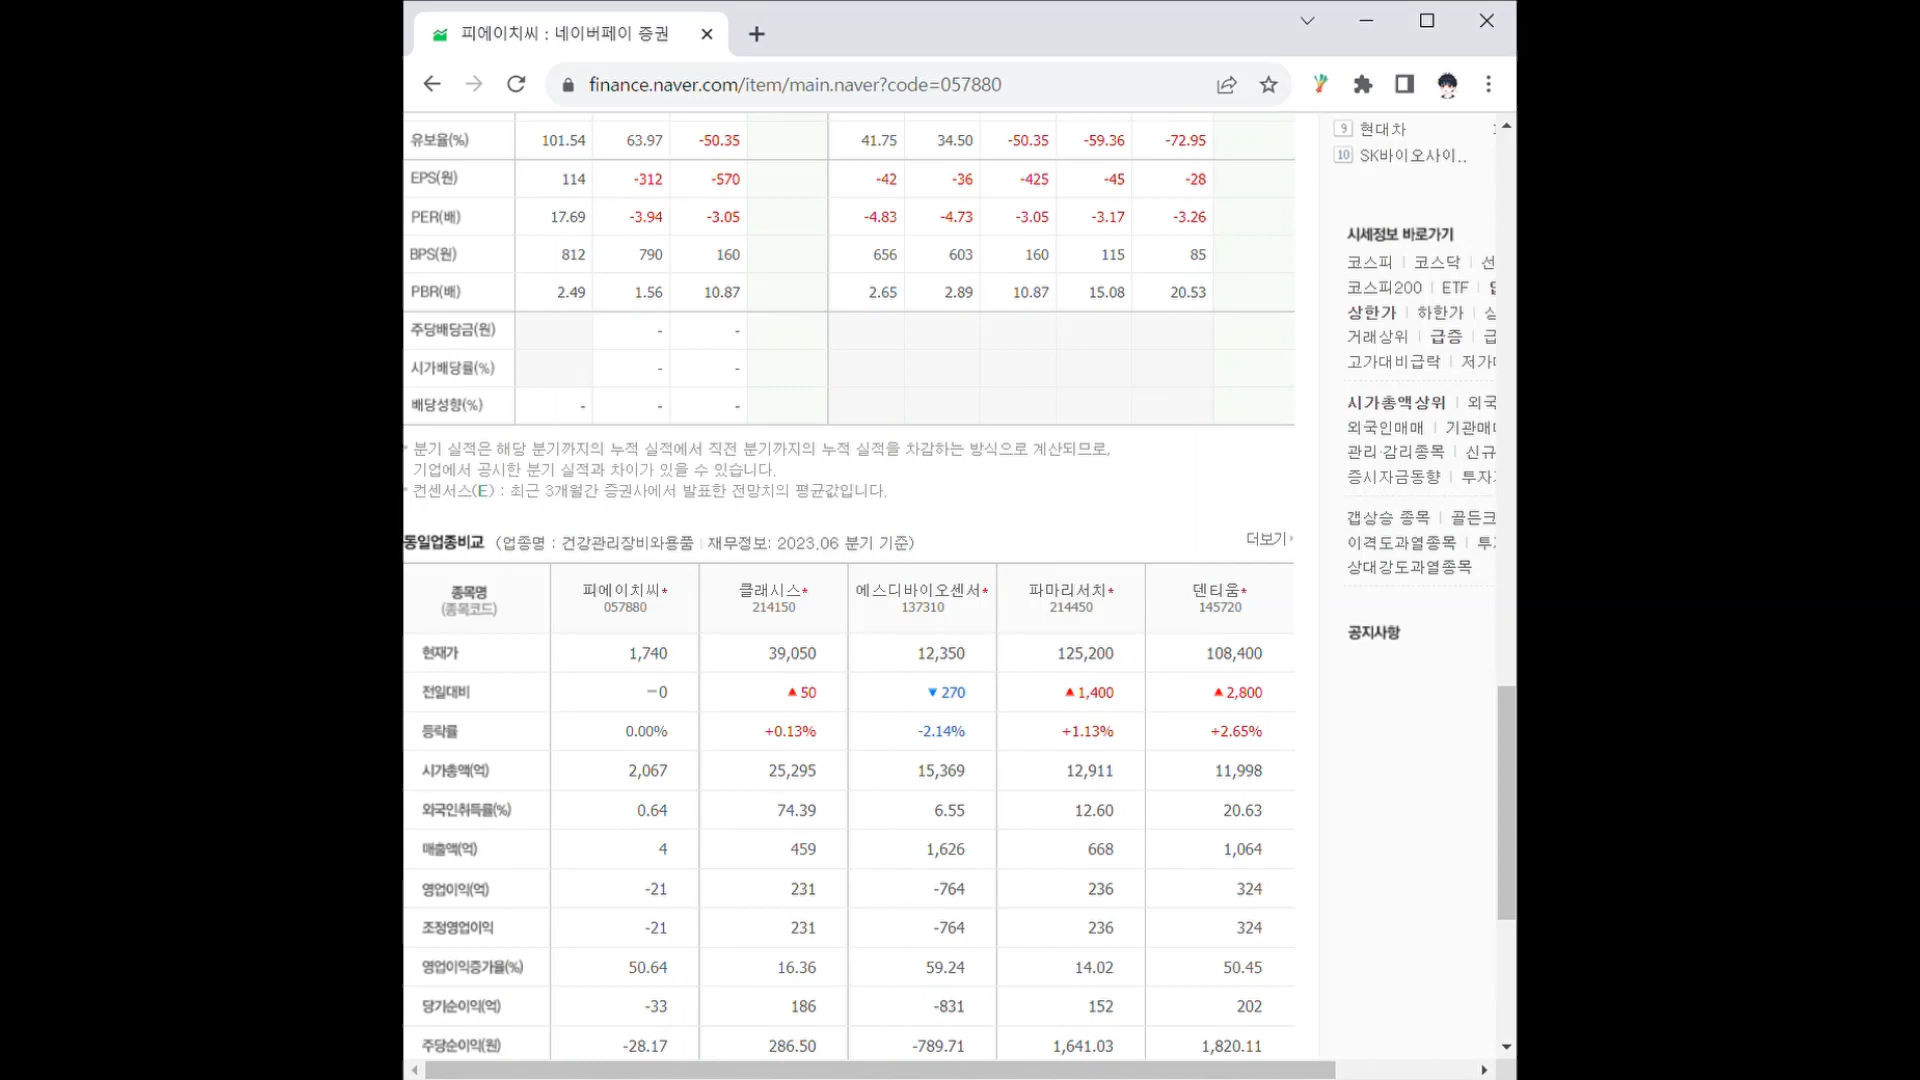 피에이치씨 : 네이버페이 증권
finance.naver.com/item/main.naver?code=057880
유보율(%) 101.54 63.97 -50.35 41.75 34.50 -50.35 -59.36 -72.95
EPS(원) 114 -312 -570 -42 -36 -425 -45 -28
PER(배) 17.69 -3.94 -3.05 -4.83 -4.73 -3.05 -3.17 -3.26
BPS(원) 812 790 160 656 603 160 115 85
PBR(배) 2.49 1.56 10.87 2.65 2.89 10.87 15.08 20.53
주당배당금(원) - -
시가배당률(%) - -
배당성향(%) - - -
* 분기 실적은 해당 분기까지의 누적 실적에서 직전 분기까지의 누적 실적을 차감하는 방식으로 계산되므로,
기업에서 공시한 분기 실적과 차이가 있을 수 있습니다.
* 컨센서스(E) : 최근 3개월간 증권사에서 발표한 전망치의 평균값입니다.
동일업종비교 (업종명 : 건강관리장비와용품 | 재무정보: 2023.06 분기 기준) 더보기
종목명 피에이치씨* 클래시스* 에스디바이오센서* 파마리서치* 덴티움*
(종목코드) 057880 214150 137310 214450 145720
현재가 1,740 39,050 12,350 125,200 108,400
전일대비 0 ▲50 ▼270 ▲1,400 ▲2,800
등락률 0.00% +0.13% -2.14% +1.13% +2.65%
시가총액(억) 2,067 25,295 15,369 12,911 11,998
외국인취득률(%) 0.64 74.39 6.55 12.60 20.63
매출액(억) 4 459 1,626 668 1,064
영업이익(억) -21 231 -764 236 324
조정영업이익 -21 231 -764 236 324
영업이익증가율(%) 50.64 16.36 59.24 14.02 50.45
당기순이익(억) -33 186 -831 152 202
주당순이익(원) -28.17 286.50 -789.71 1,641.03 1,820.11
9 현대차
10 SK바이오사이..
시세정보 바로가기
코스피 | 코스닥 | 선
코스피200 | ETF |
상한가 | 하한가 | 상
거래상위 | 급증 | 급
고가대비급락 | 저가
시가총액상위 | 외국
외국인매매 | 기관매
관리·감리종목 | 신규
증시자금동향 | 투자
갭상승 종목 | 골든크
이격도과열종목 | 투
상대강도과열종목
공지사항